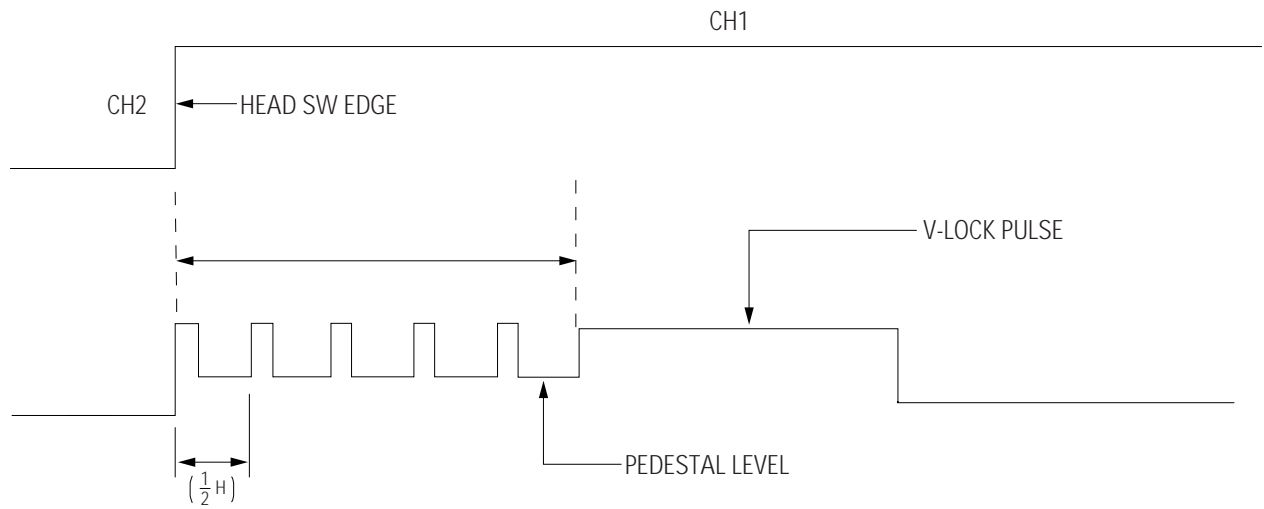 CH1
CH2
HEAD SW EDGE
V-LOCK PULSE
PEDESTAL LEVEL
(1/2 H)